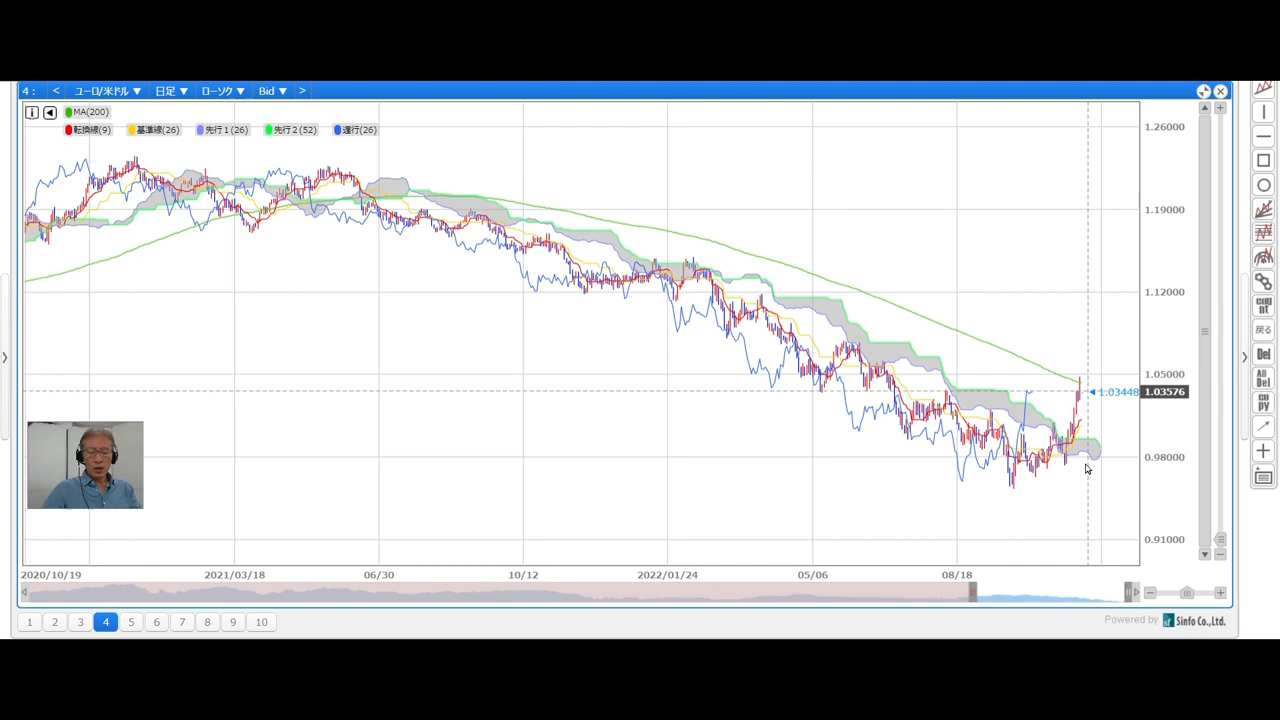 4： < ユーロ/米ドル ▼ 日足 ▼ ローソク ▼ Bid ▼ >
MA(200)
転換線(9) 基準線(26) 先行1(26) 先行2(52) 遅行(26)
1.26000
1.19000
1.12000
1.05000
1.03448 1.03576
0.98000
0.91000
2020/10/19 2021/03/18 06/30 10/12 2022/01/24 05/06 08/18
1 2 3 4 5 6 7 8 9 10
Powered by Sinfo Co.,Ltd.
戻る
Del
All Del
co py